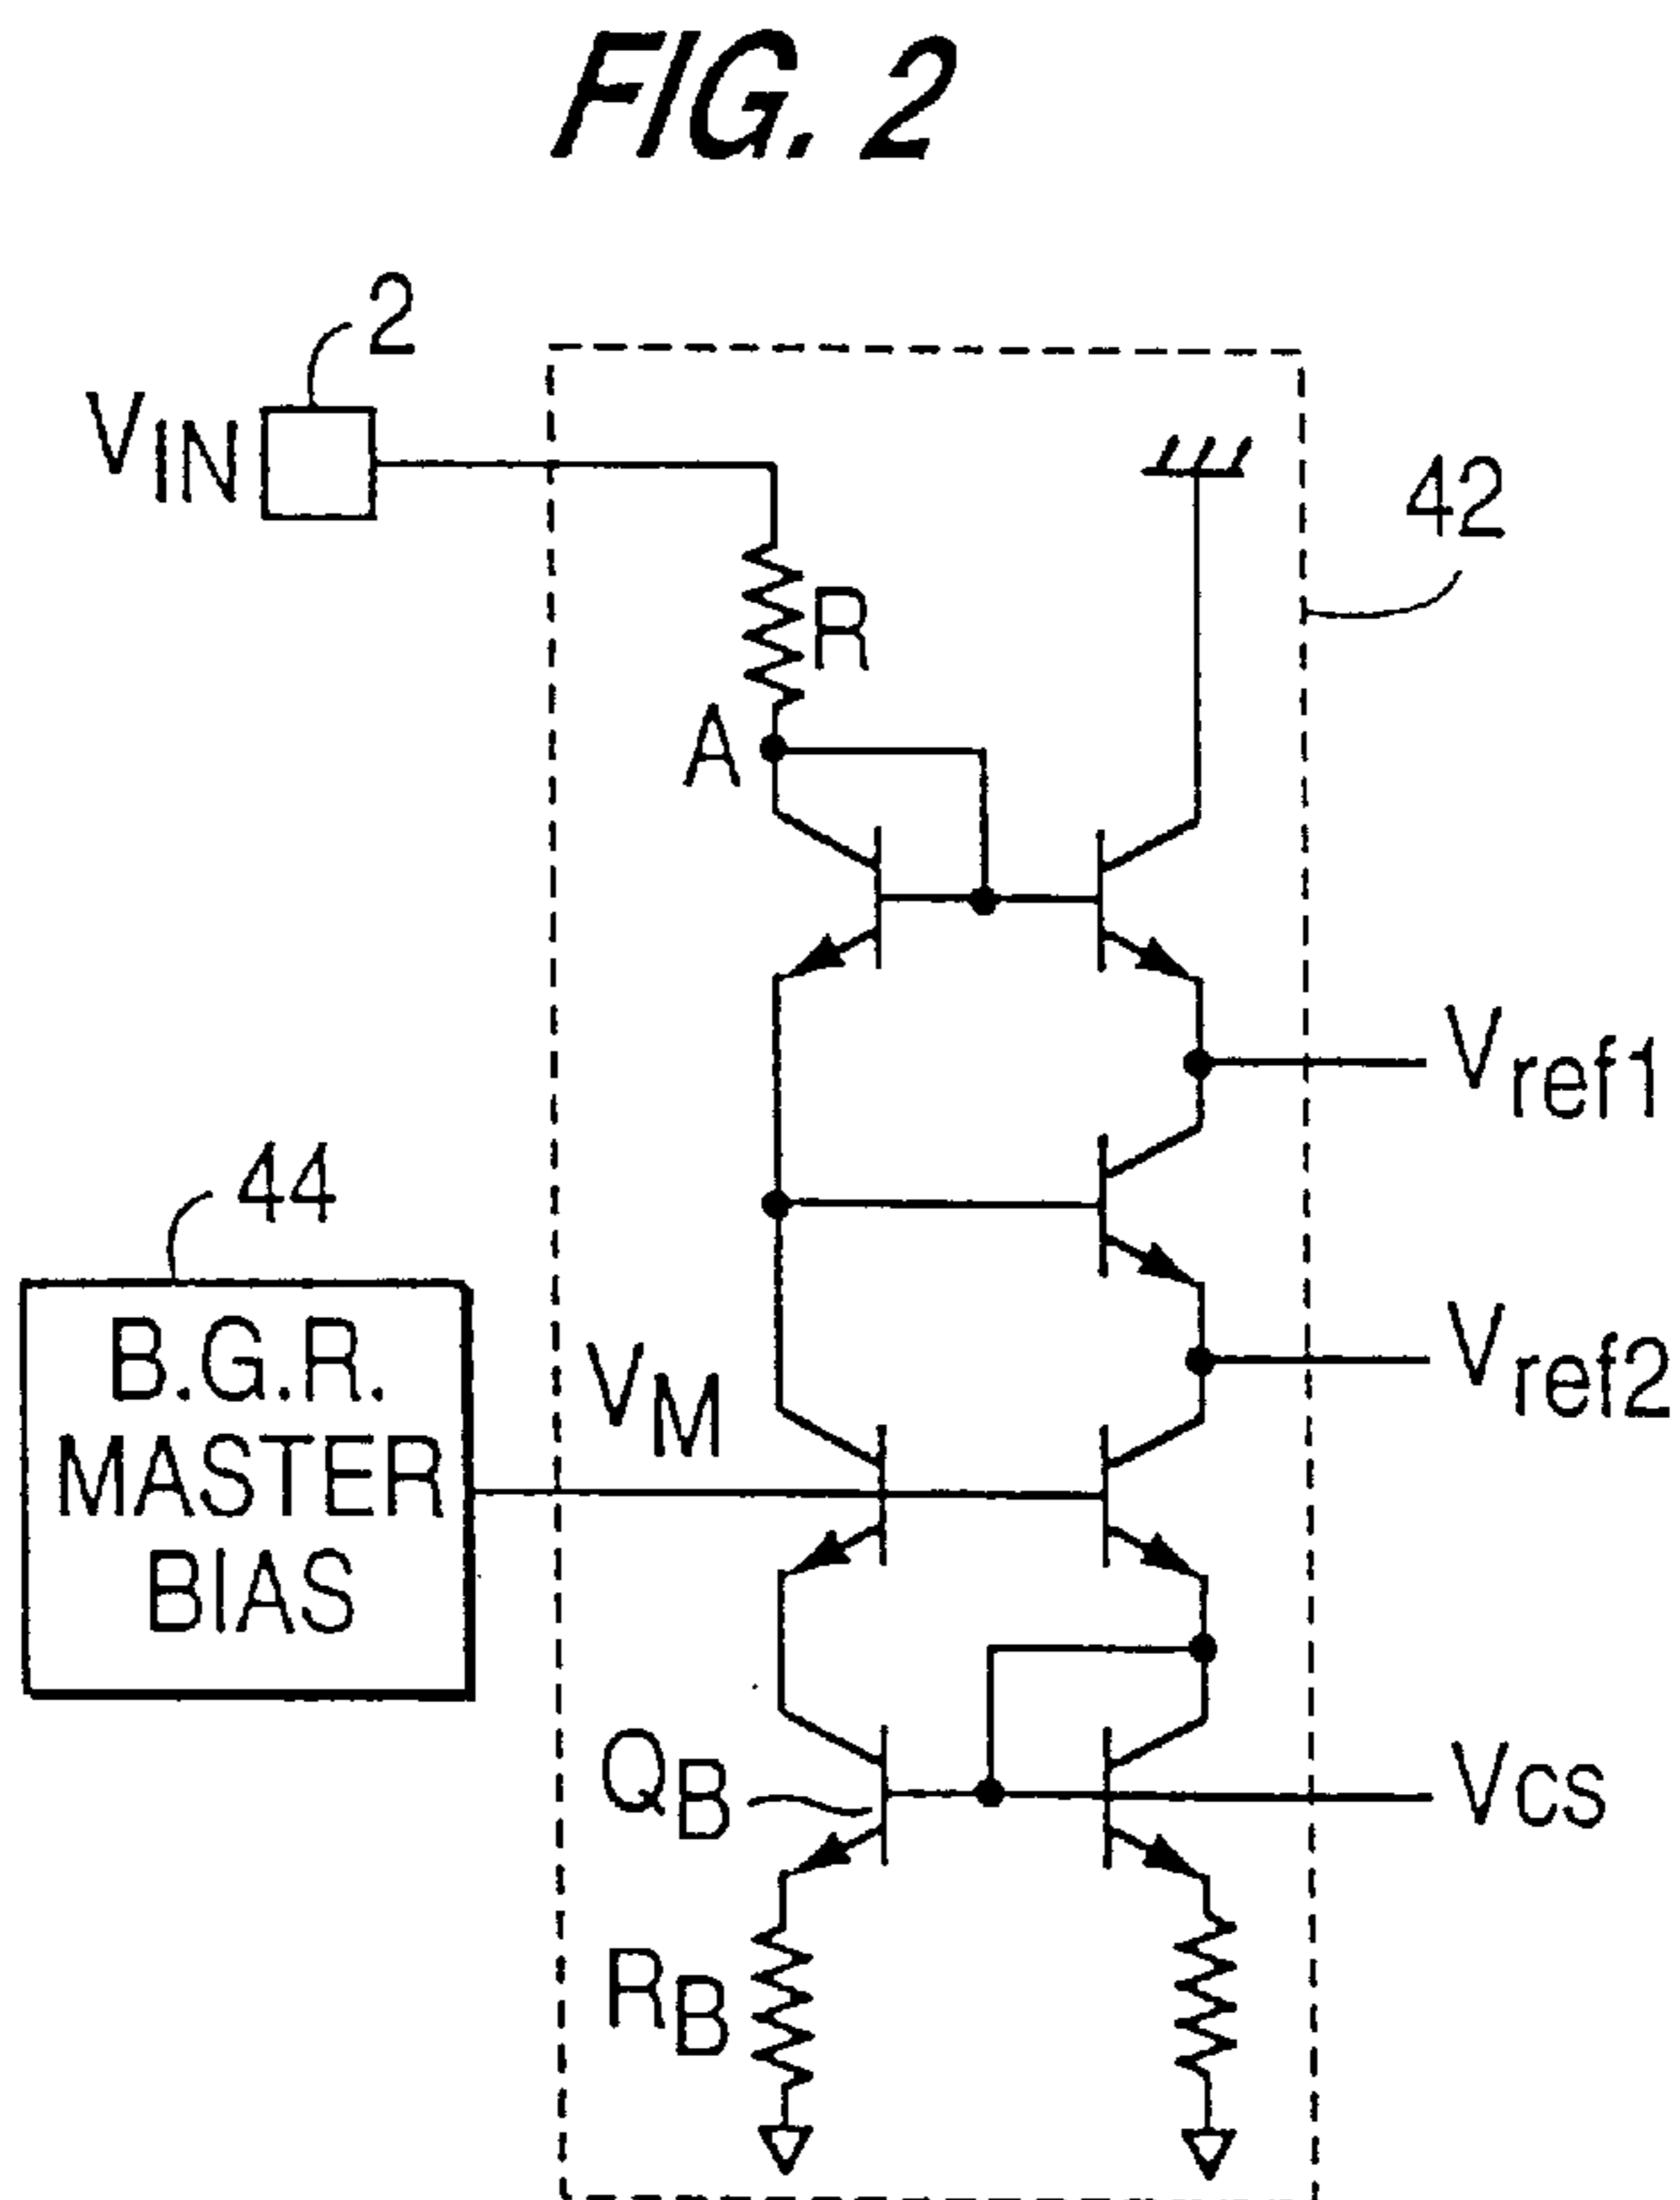 FIG. 2
2
VIN
42
R
A
Vref1
44
B.G.R.
MASTER
BIAS
VM
Vref2
QB
VCS
RB